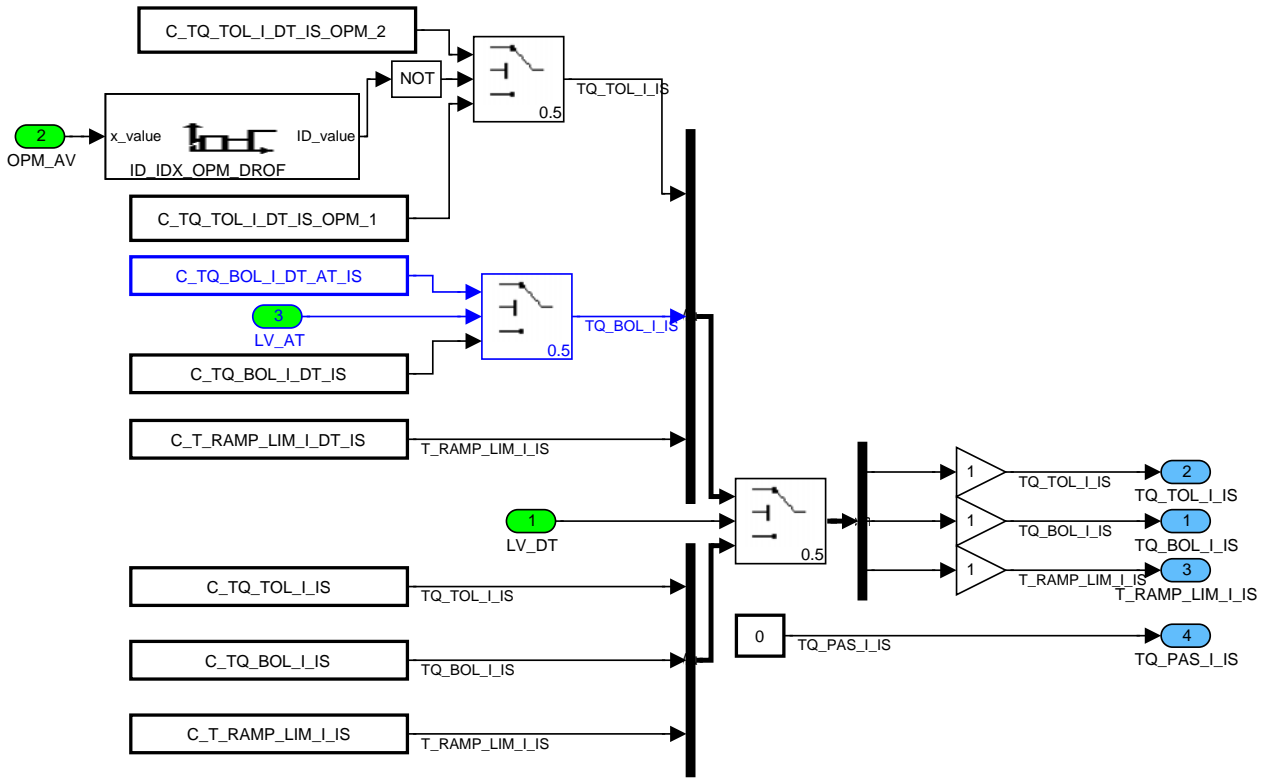 C_TQ_TOL_I_DT_IS_OPM_2
NOT
0.5
TQ_TOL_I_IS
2
OPM_AV
x_value
ID_value
ID_IDX_OPM_DROF
C_TQ_TOL_I_DT_IS_OPM_1
C_TQ_BOL_I_DT_AT_IS
3
LV_AT
0.5
TQ_BOL_I_IS
C_TQ_BOL_I_DT_IS
C_T_RAMP_LIM_I_DT_IS
T_RAMP_LIM_I_IS
1
LV_DT
0.5
1
TQ_TOL_I_IS
2
TQ_TOL_I_IS
1
TQ_BOL_I_IS
1
TQ_BOL_I_IS
1
T_RAMP_LIM_I_IS
3
T_RAMP_LIM_I_IS
C_TQ_TOL_I_IS
TQ_TOL_I_IS
0
TQ_PAS_I_IS
4
TQ_PAS_I_IS
C_TQ_BOL_I_IS
TQ_BOL_I_IS
C_T_RAMP_LIM_I_IS
T_RAMP_LIM_I_IS